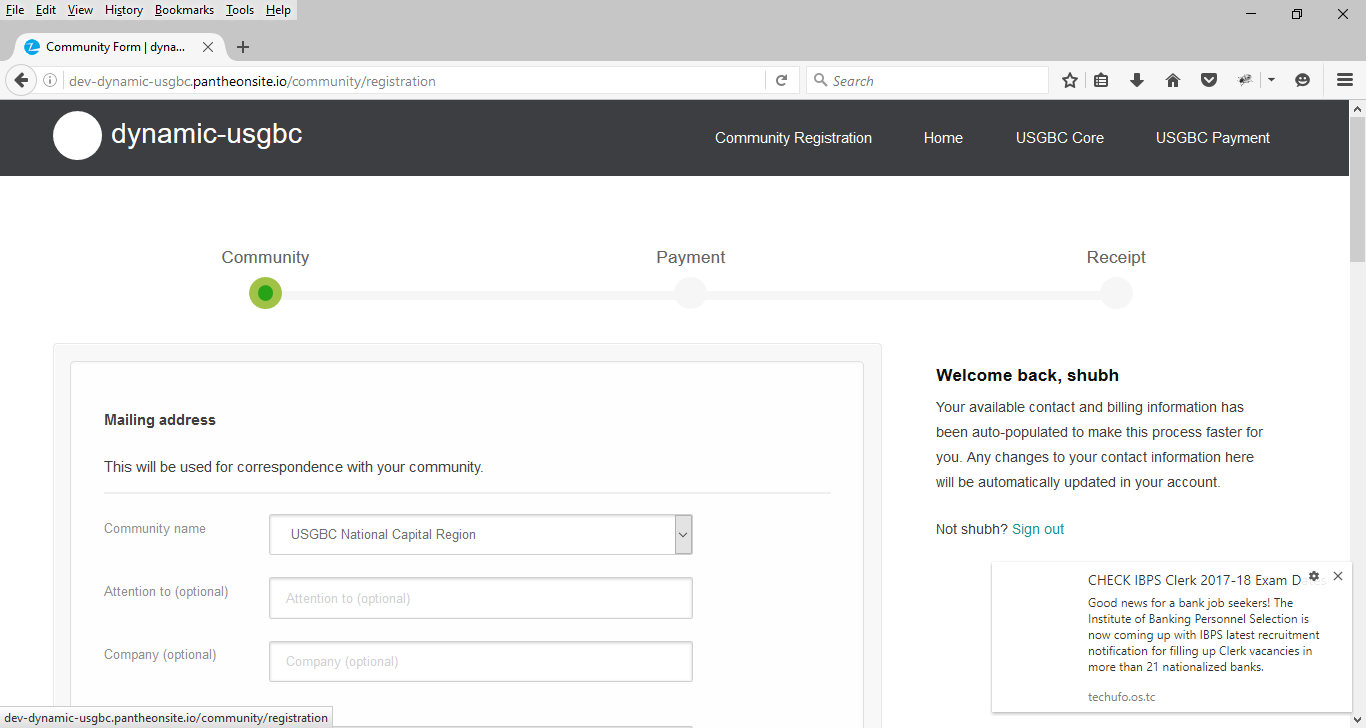 File Edit View History Bookmarks Tools Help
Community Form | dyna...
dev-dynamic-usgbc.pantheonsite.io/community/registration
Search
dynamic-usgbc
Community Registration Home USGBC Core USGBC Payment
Community Payment Receipt
Mailing address
This will be used for correspondence with your community.
Community name
USGBC National Capital Region
Attention to (optional)
Attention to (optional)
Company (optional)
Company (optional)
Welcome back, shubh
Your available contact and billing information has
been auto-populated to make this process faster for
you. Any changes to your contact information here
will be automatically updated in your account.
Not shubh? Sign out
CHECK IBPS Clerk 2017-18 Exam D
Good news for a bank job seekers! The
Institute of Banking Personnel Selection is
now coming up with IBPS latest recruitment
notification for filling up Clerk vacancies in
more than 21 nationalized banks.
techufo.os.tc
dev-dynamic-usgbc.pantheonsite.io/community/registration